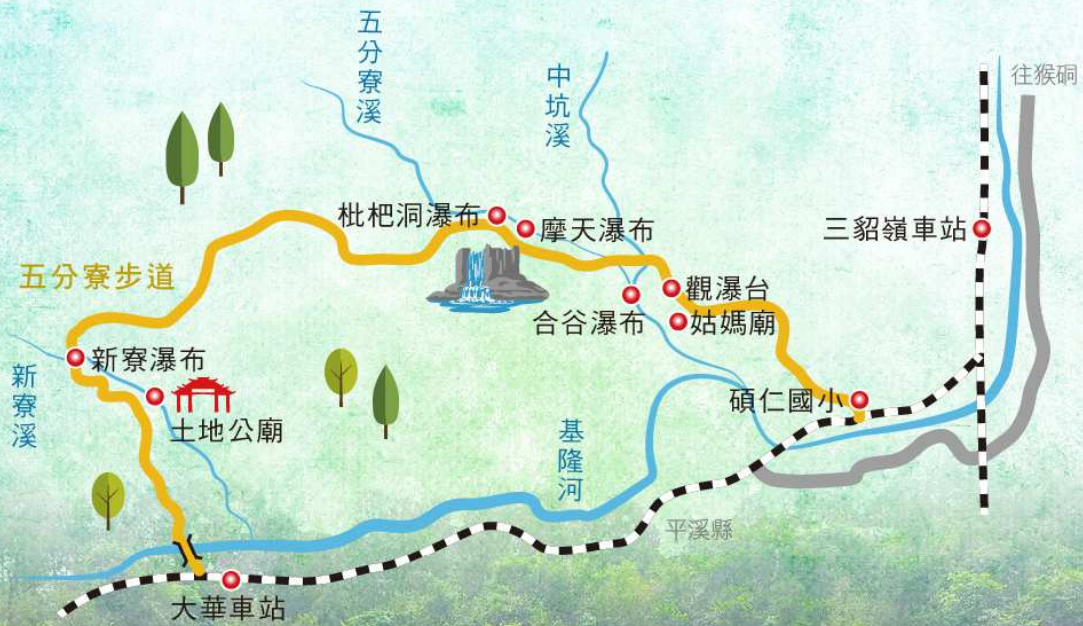 五分寮溪
中坑溪
往猴硐
枇杷洞瀑布
摩天瀑布
三貂嶺車站
五分寮步道
觀瀑台
合谷瀑布
姑媽廟
新寮瀑布
新寮溪
土地公廟
碩仁國小
基隆河
平溪縣
大華車站